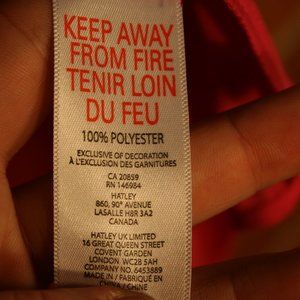 KEEP AWAY
FROM FIRE
TENIR LOIN
DU FEU
100% POLYESTER
EXCLUSIVE OF DECORATION
À L'EXCLUSION DES GARNITURES
CA 20859
RN 146984
HATLEY
860, 90ᵉ AVENUE
LASALLE H8R 3A2
CANADA
HATLEY UK LIMITED
16 GREAT QUEEN STREET
COVENT GARDEN
LONDON WC2B 5AH
COMPANY NO. 6453889
MADE IN / FABRIQUÉ EN
CHINA / CHINE